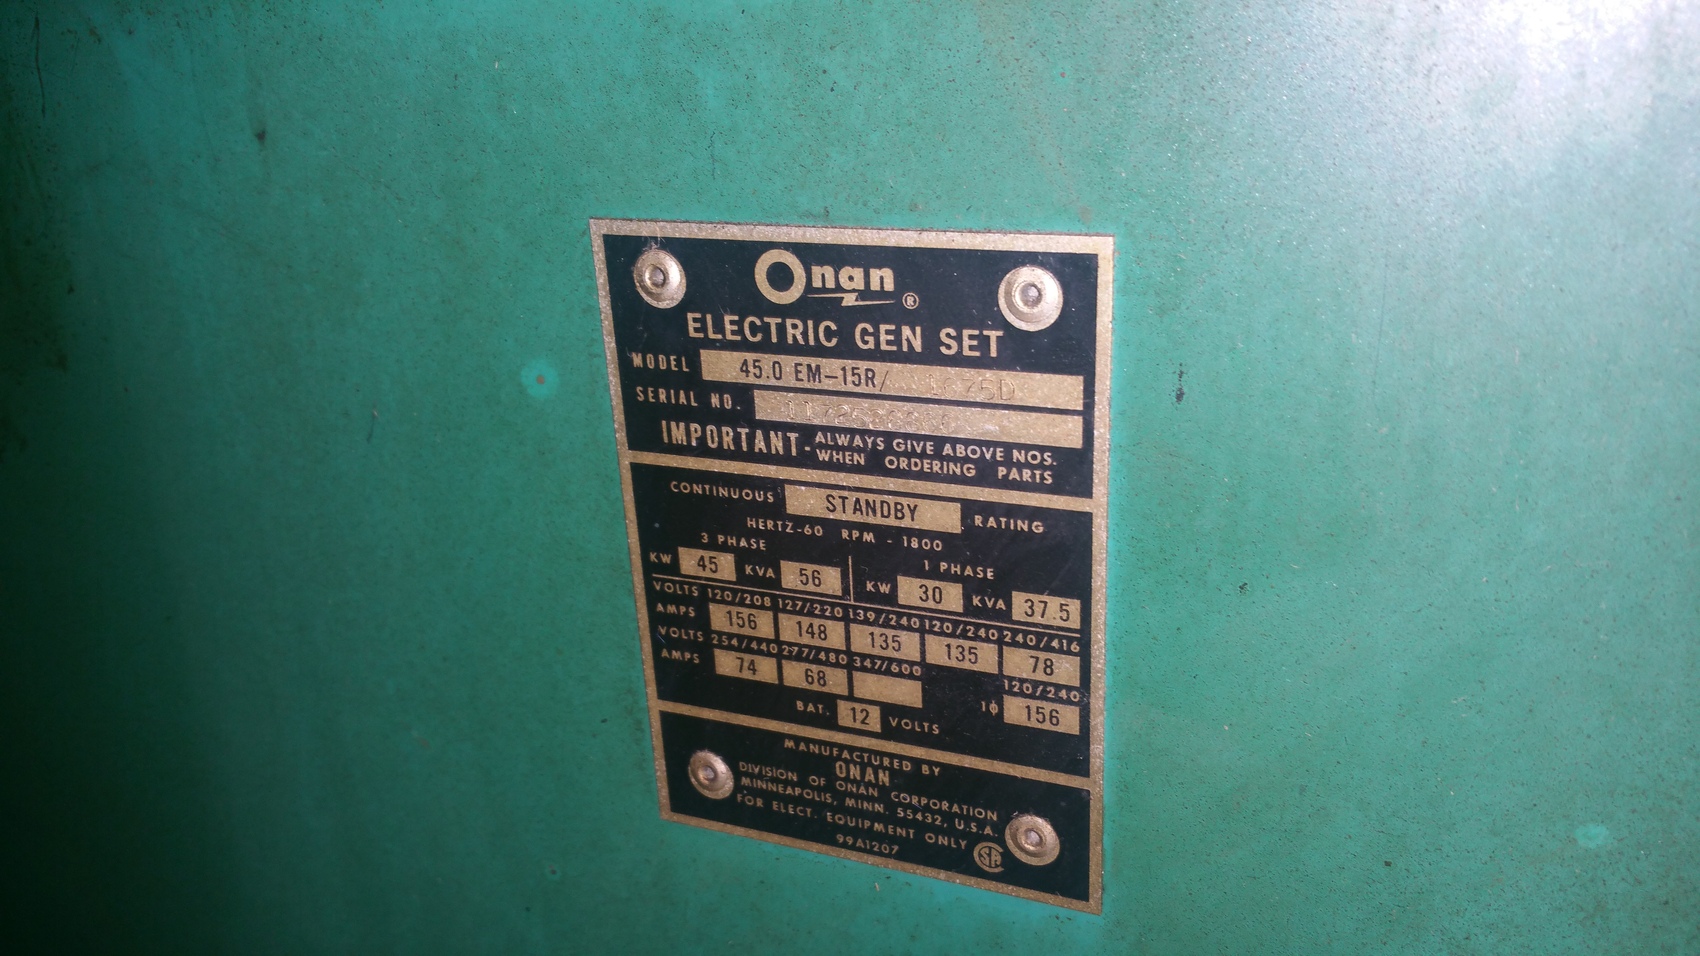 Onan ®
ELECTRIC GEN SET
MODEL 45.0 EM-15R/
SERIAL NO.
IMPORTANT- ALWAYS GIVE ABOVE NOS.
WHEN ORDERING PARTS
CONTINUOUS STANDBY RATING
HERTZ-60 RPM - 1800
3 PHASE 1 PHASE
KW 45 KVA 56 KW 30 KVA 37.5
VOLTS 120/208 127/220 139/240 120/240 240/416
AMPS 156 148 135 135 78
VOLTS 254/440 277/480 347/600 120/240
AMPS 74 68 1ϕ 156
BAT. 12 VOLTS
MANUFACTURED BY
ONAN
DIVISION OF ONAN CORPORATION
MINNEAPOLIS, MINN. 55432, U.S.A.
FOR ELECT. EQUIPMENT ONLY
99A1207